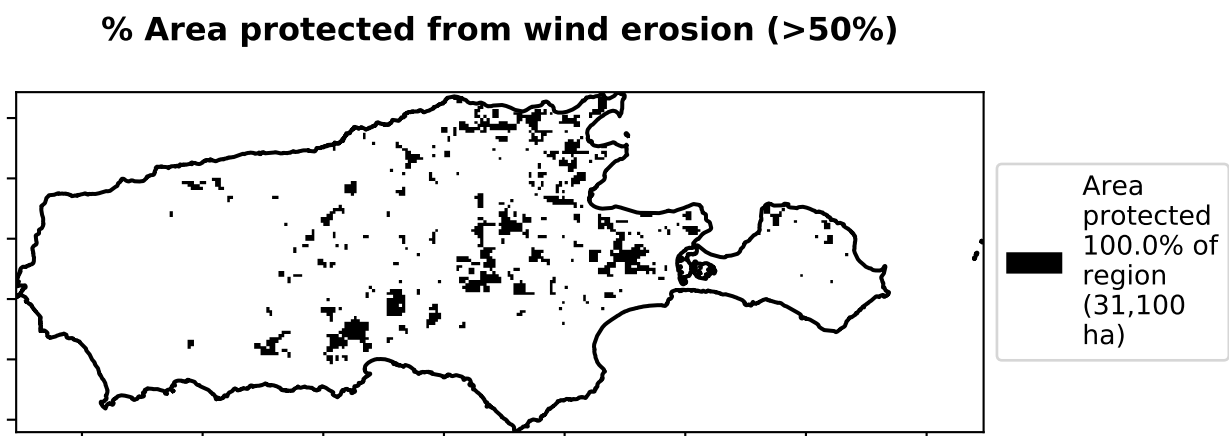 % Area protected from wind erosion (>50%)
Area
protected
100.0% of
region
(31,100
ha)